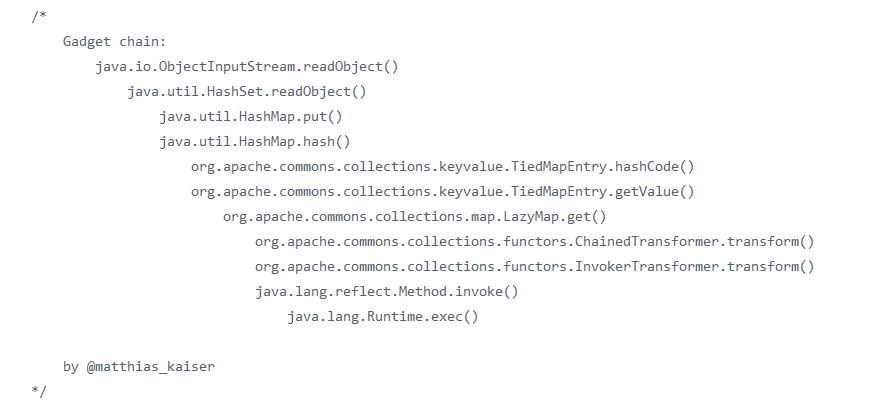 /*
Gadget chain:
java.io.ObjectInputStream.readObject()
java.util.HashSet.readObject()
java.util.HashMap.put()
java.util.HashMap.hash()
org.apache.commons.collections.keyvalue.TiedMapEntry.hashCode()
org.apache.commons.collections.keyvalue.TiedMapEntry.getValue()
org.apache.commons.collections.map.LazyMap.get()
org.apache.commons.collections.functors.ChainedTransformer.transform()
org.apache.commons.collections.functors.InvokerTransformer.transform()
java.lang.reflect.Method.invoke()
java.lang.Runtime.exec()
by @matthias_kaiser
*/